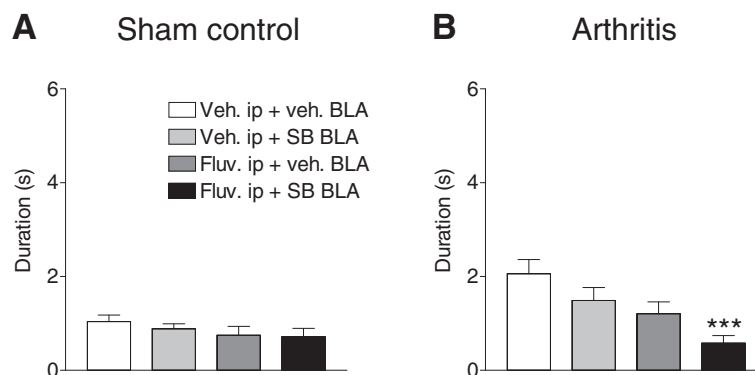 A Sham control
6
4
2
0
Duration (s)
Veh. ip + veh. BLA
Veh. ip + SB BLA
Fluv. ip + veh. BLA
Fluv. ip + SB BLA
B Arthritis
6
4
2
0
Duration (s)
***